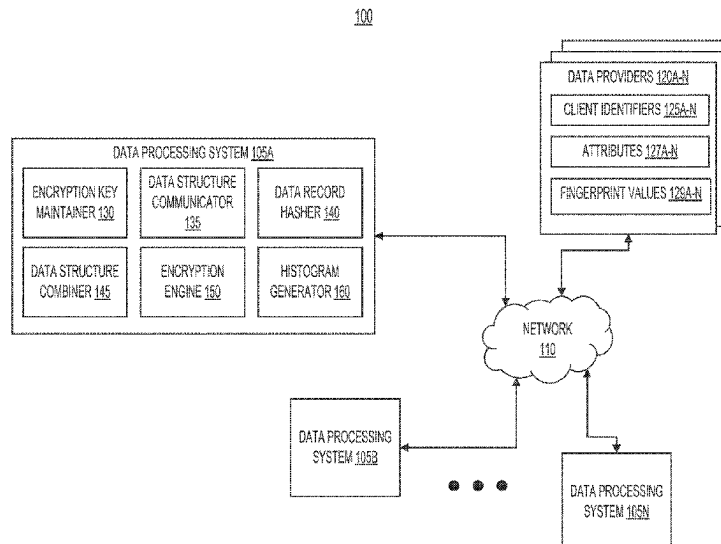 100
DATA PROVIDERS 120A-N
CLIENT IDENTIFIERS 125A-N
ATTRIBUTES 127A-N
FINGERPRINT VALUES 129A-N
DATA PROCESSING SYSTEM 105A
ENCRYPTION KEY
MAINTAINER 130
DATA STRUCTURE
COMMUNICATOR
135
DATA RECORD
HASHER 140
DATA STRUCTURE
COMBINER 145
ENCRYPTION
ENGINE 150
HISTOGRAM
GENERATOR 160
NETWORK
110
DATA PROCESSING
SYSTEM 105B
DATA PROCESSING
SYSTEM 105N